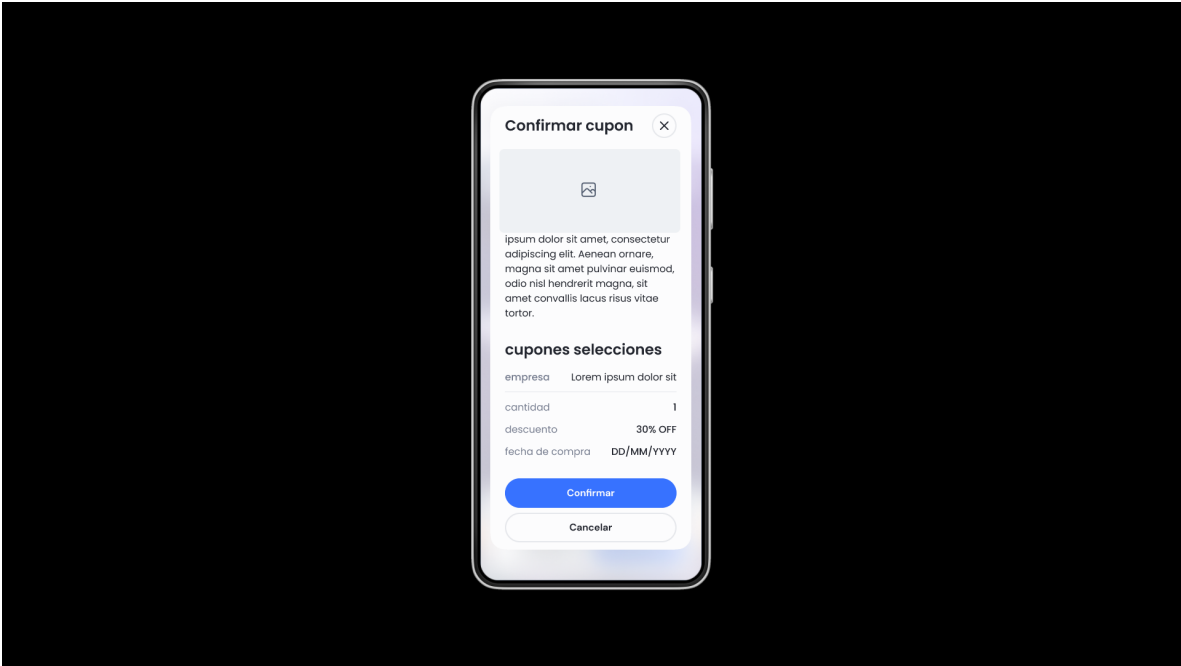 Confirmar cupon
ipsum dolor sit amet, consectetur
adipiscing elit. Aenean ornare,
magna sit amet pulvinar euismod,
odio nisl hendrerit magna, sit
amet convallis lacus risus vitae
tortor.
cupones selecciones
empresa Lorem ipsum dolor sit
cantidad 1
descuento 30% OFF
fecha de compra DD/MM/YYYY
Confirmar
Cancelar